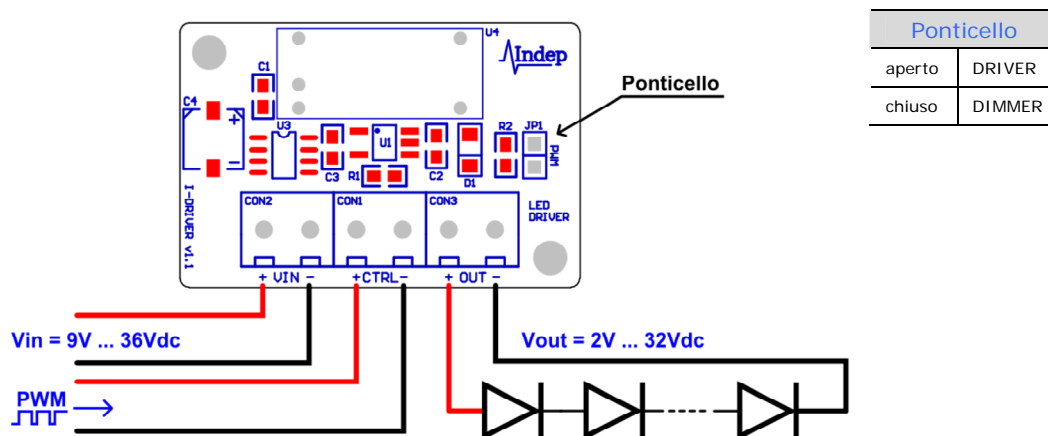 U4
Indep
C1
C4
+
-
U3
U1
C3
R1
C2
D1
R2
JP1
PWM
Ponticello
I-DRIVER v1.1
CON2
CON1
CON3
LED
DRIVER
+ VIN -
+CTRL-
+ OUT -
Vin = 9V ... 36Vdc
Vout = 2V ... 32Vdc
PWM
Ponticello
aperto DRIVER
chiuso DIMMER